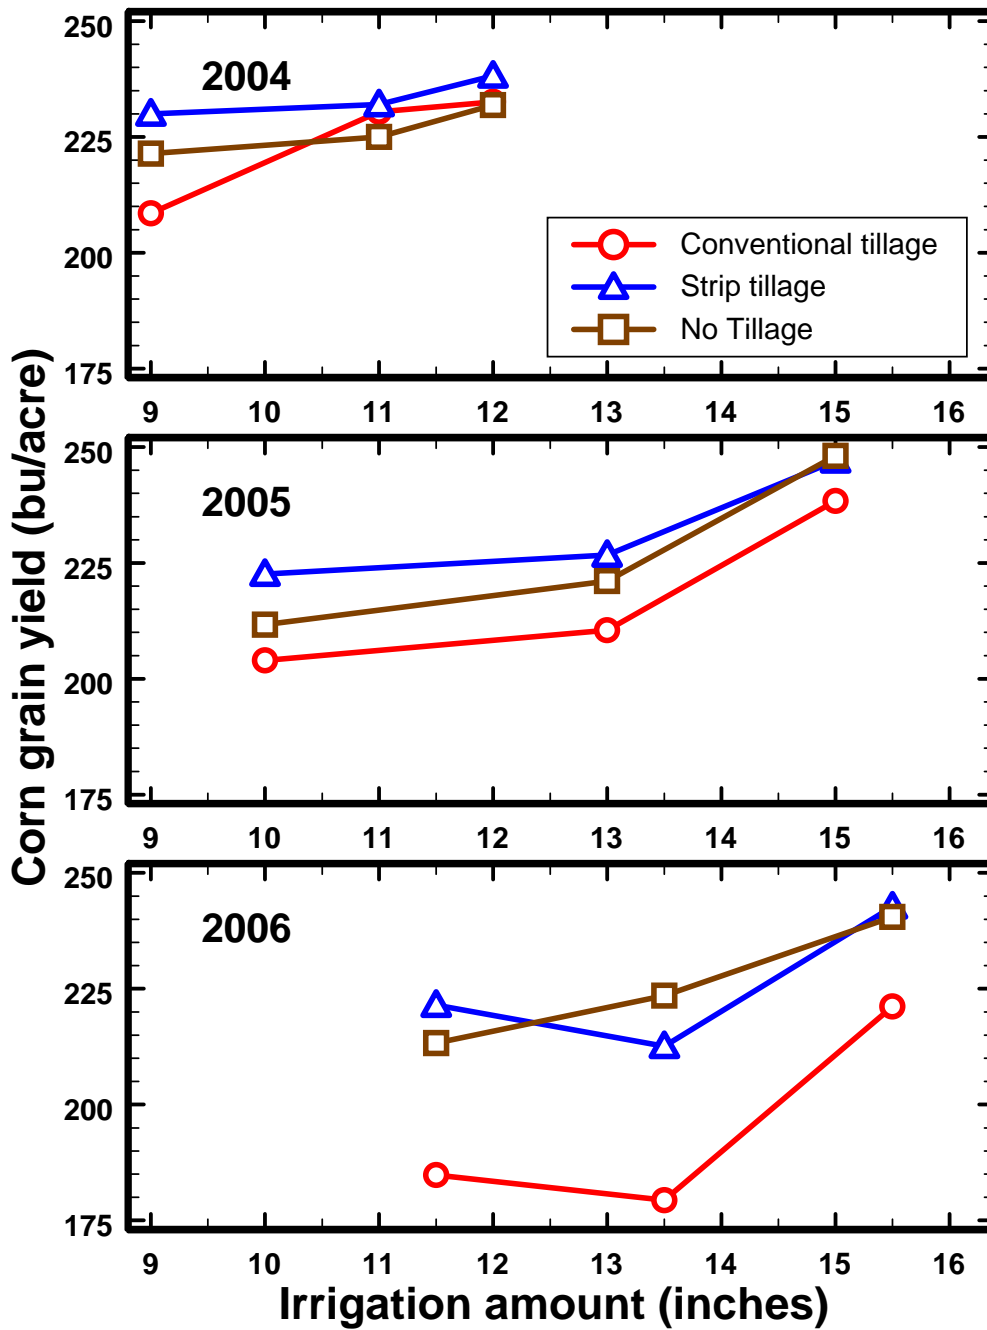 250
2004
225
200
175
Conventional tillage
Strip tillage
No Tillage
9 10 11 12 13 14 15 16
250
2005
225
200
175
9 10 11 12 13 14 15 16
250
2006
225
200
175
9 10 11 12 13 14 15 16
Corn grain yield (bu/acre)
Irrigation amount (inches)